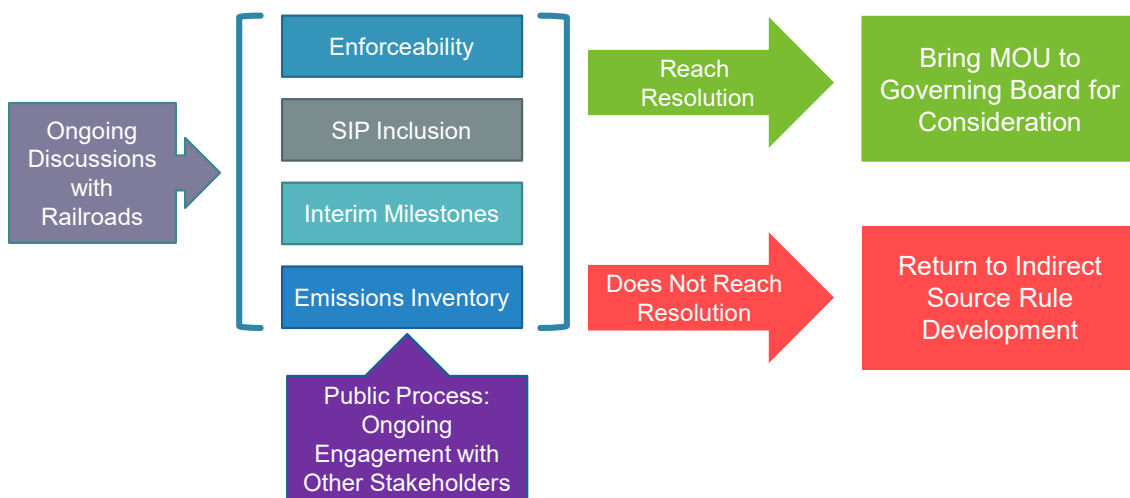 Ongoing
Discussions
with
Railroads
Enforceability
SIP Inclusion
Interim Milestones
Emissions Inventory
Public Process:
Ongoing
Engagement with
Other Stakeholders
Reach
Resolution
Bring MOU to
Governing Board for
Consideration
Does Not Reach
Resolution
Return to Indirect
Source Rule
Development